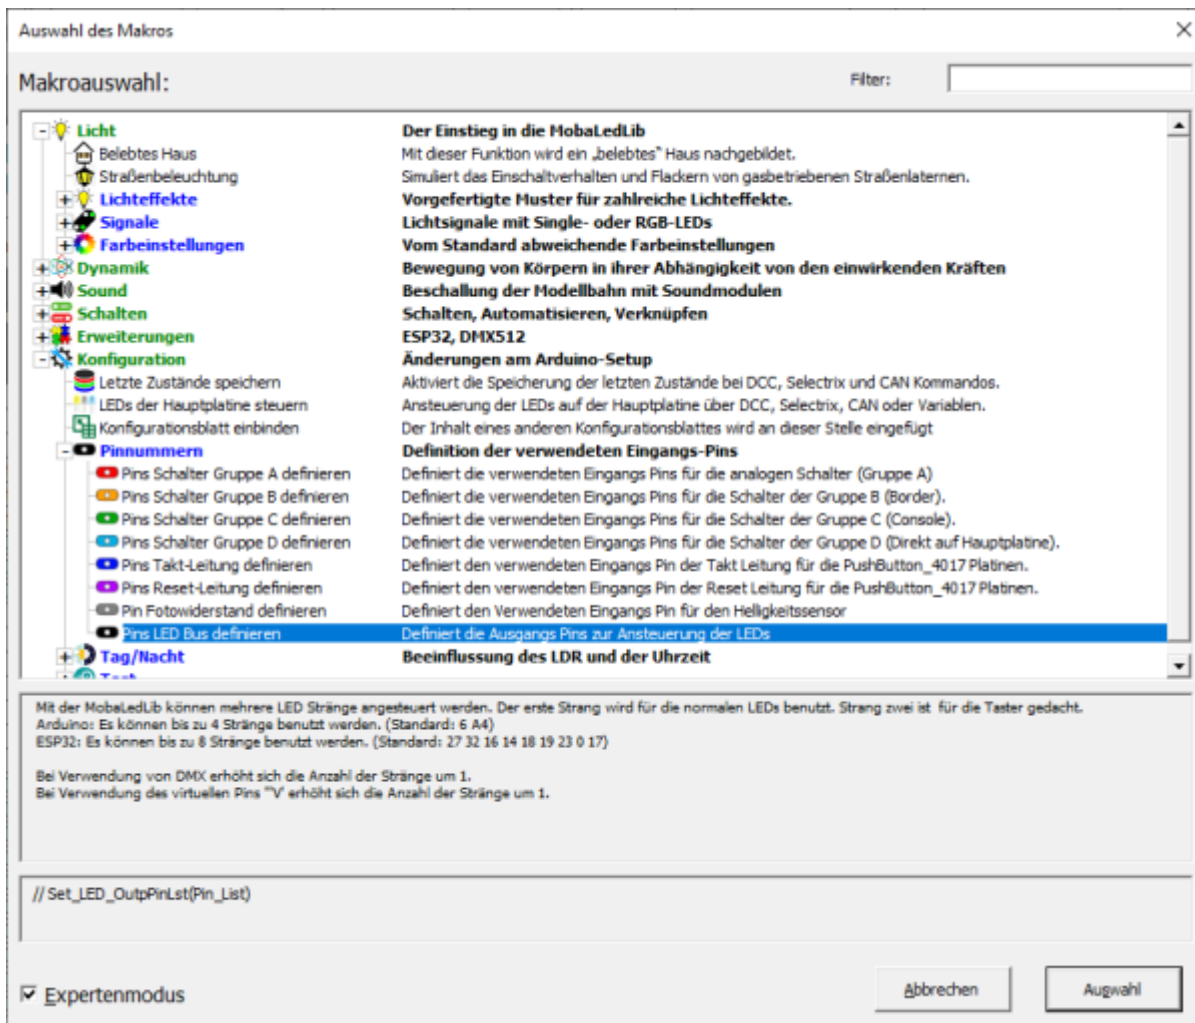 Auswahl des Makros
Makroauswahl: Filter:
Licht Der Einstieg in die MobaLedLib
Belebtes Haus Mit dieser Funktion wird ein „belebtes" Haus nachgebildet.
Straßenbeleuchtung Simuliert das Einschaltverhalten und Flackern von gasbetriebenen Straßenlaternen.
Lichteffekte Vorgefertigte Muster für zahlreiche Lichteffekte.
Signale Lichtsignale mit Single- oder RGB-LEDs
Farbeinstellungen Vom Standard abweichende Farbeinstellungen
Dynamik Bewegung von Körpern in ihrer Abhängigkeit von den einwirkenden Kräften
Sound Beschallung der Modellbahn mit Soundmodulen
Schalten Schalten, Automatisieren, Verknüpfen
Erweiterungen ESP32, DMX512
Konfiguration Änderungen am Arduino-Setup
Letzte Zustände speichern Aktiviert die Speicherung der letzten Zustände bei DCC, Selectrix und CAN Kommandos.
LEDs der Hauptplatine steuern Ansteuerung der LEDs auf der Hauptplatine über DCC, Selectrix, CAN oder Variablen.
Konfigurationsblatt einbinden Der Inhalt eines anderen Konfigurationsblattes wird an dieser Stelle eingefügt
Pinnummern Definition der verwendeten Eingangs-Pins
Pins Schalter Gruppe A definieren Definiert die verwendeten Eingangs Pins für die analogen Schalter (Gruppe A)
Pins Schalter Gruppe B definieren Definiert die verwendeten Eingangs Pins für die Schalter der Gruppe B (Border).
Pins Schalter Gruppe C definieren Definiert die verwendeten Eingangs Pins für die Schalter der Gruppe C (Console).
Pins Schalter Gruppe D definieren Definiert die verwendeten Eingangs Pins für die Schalter der Gruppe D (Direkt auf Hauptplatine).
Pins Takt-Leitung definieren Definiert den verwendeten Eingangs Pin der Takt Leitung für die PushButton_4017 Platinen.
Pins Reset-Leitung definieren Definiert den verwendeten Eingangs Pin der Reset Leitung für die PushButton_4017 Platinen.
Pin Fotowiderstand definieren Definiert den Verwendeten Eingangs Pin für den Helligkeitssensor
Pins LED Bus definieren Definiert die Ausgangs Pins zur Ansteuerung der LEDs
Tag/Nacht Beeinflussung des LDR und der Uhrzeit
Mit der MobaLedLib können mehrere LED Stränge angesteuert werden. Der erste Strang wird für die normalen LEDs benutzt. Strang zwei ist für die Taster gedacht.
Arduino: Es können bis zu 4 Stränge benutzt werden. (Standard: 6 A4)
ESP32: Es können bis zu 8 Stränge benutzt werden. (Standard: 27 32 16 14 18 19 23 0 17)
Bei Verwendung von DMX erhöht sich die Anzahl der Stränge um 1.
Bei Verwendung des virtuellen Pins "'V' erhöht sich die Anzahl der Stränge um 1.
// Set_LED_OutpPinLst(Pin_List)
Expertenmodus Abbrechen Auswahl